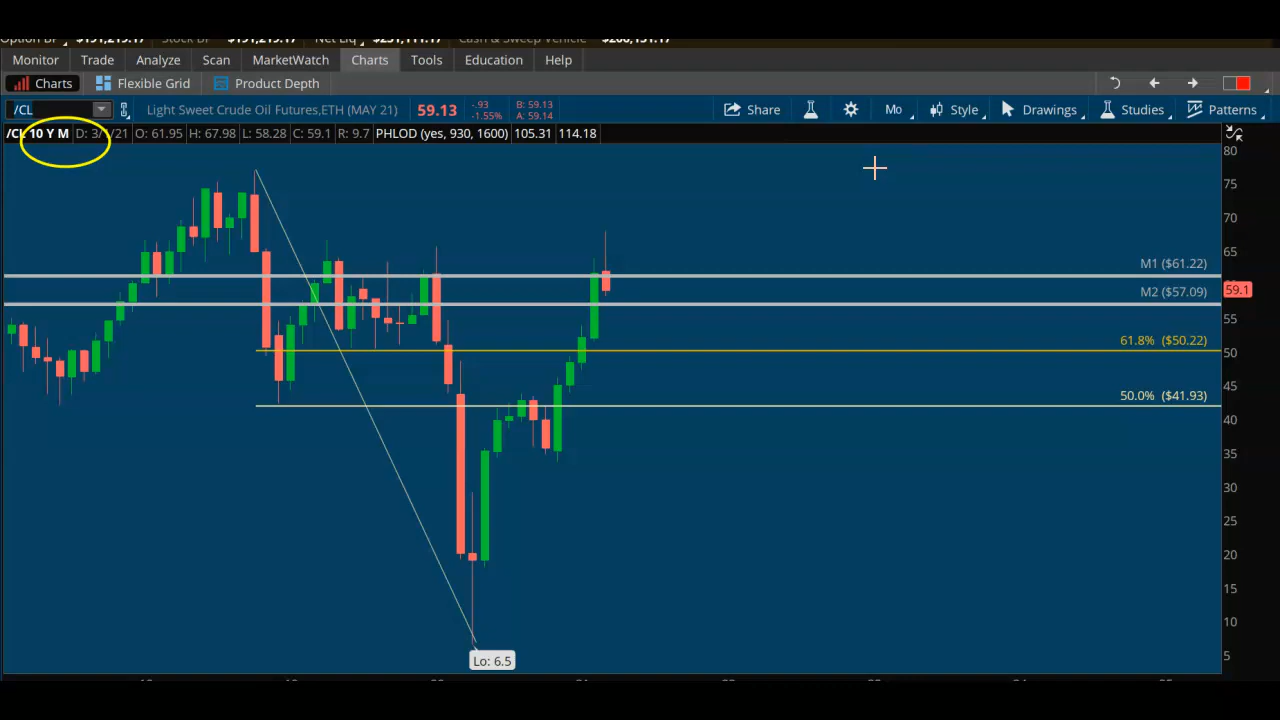 Monitor Trade Analyze Scan MarketWatch Charts Tools Education Help
Charts Flexible Grid Product Depth
/CL Light Sweet Crude Oil Futures,ETH (MAY 21) 59.13 -.93 B: 59.13 Share Mo Style Drawings Studies Patterns
-1.55% A: 59.14
/CL 10 Y M D: 3/1/21 O: 61.95 H: 67.98 L: 58.28 C: 59.1 R: 9.7 PHLOD (yes, 930, 1600) 105.31 114.18
80
75
70
65
M1 ($61.22)
M2 ($57.09)
59.1
55
61.8% ($50.22)
50
45
50.0% ($41.93)
40
35
30
25
20
15
10
Lo: 6.5
5